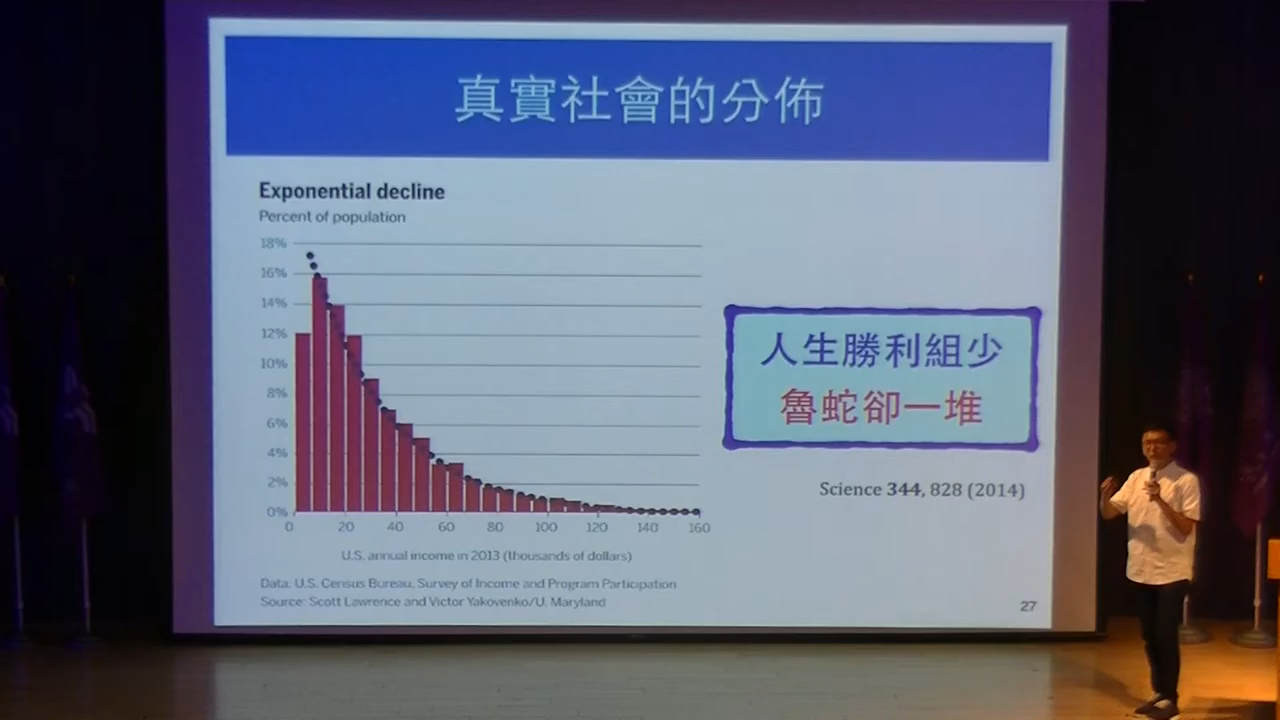 真實社會的分佈
Exponential decline
Percent of population
18%
16%
14%
12%
10%
8%
6%
4%
2%
0%
0 20 40 60 80 100 120 140 160
U.S. annual income in 2013 (thousands of dollars)
Data: U.S. Census Bureau, Survey of Income and Program Participation
Source: Scott Lawrence and Victor Yakovenko/U. Maryland
人生勝利組少
魯蛇卻一堆
Science 344, 828 (2014)
27